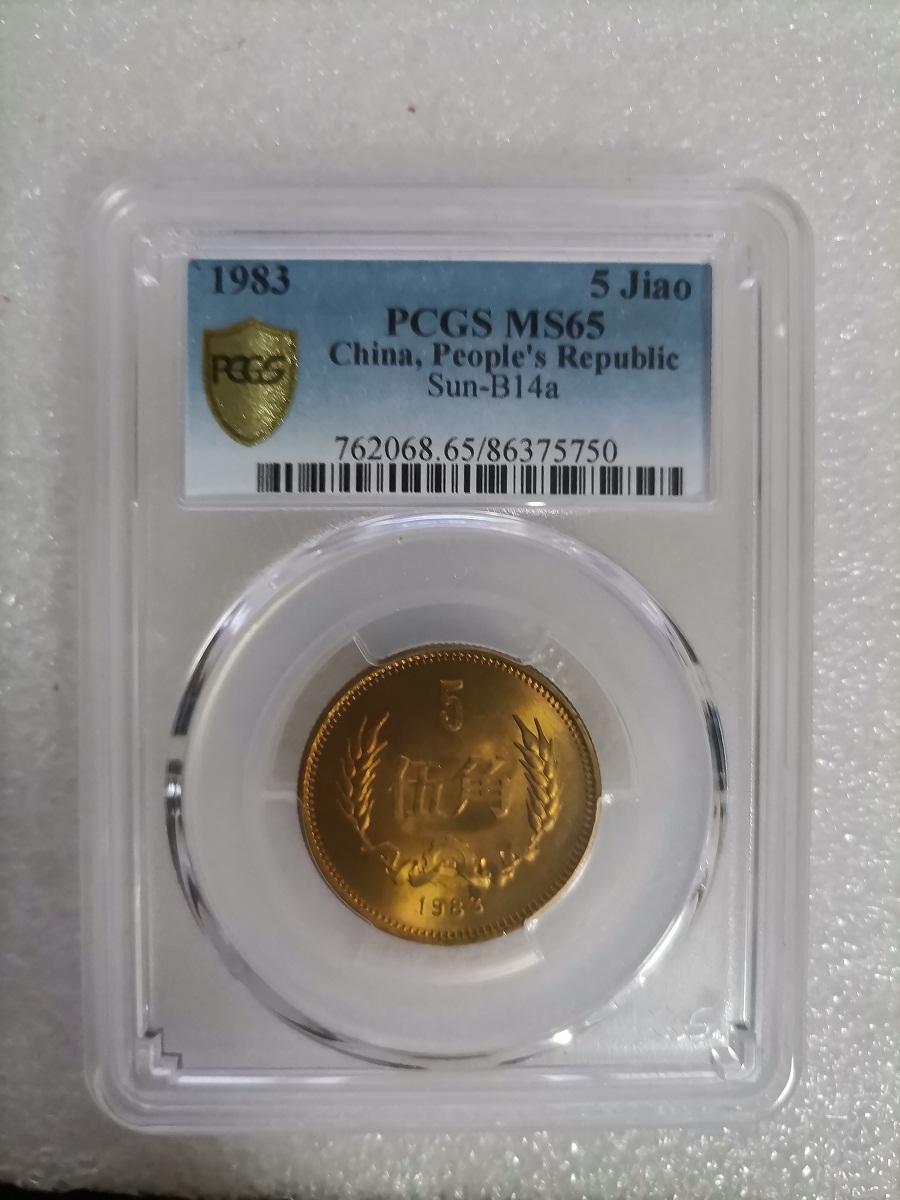 1983 5 Jiao
PCGS MS65
China, People's Republic
Sun-B14a
PCGS
762068.65/86375750
5
伍角
1983